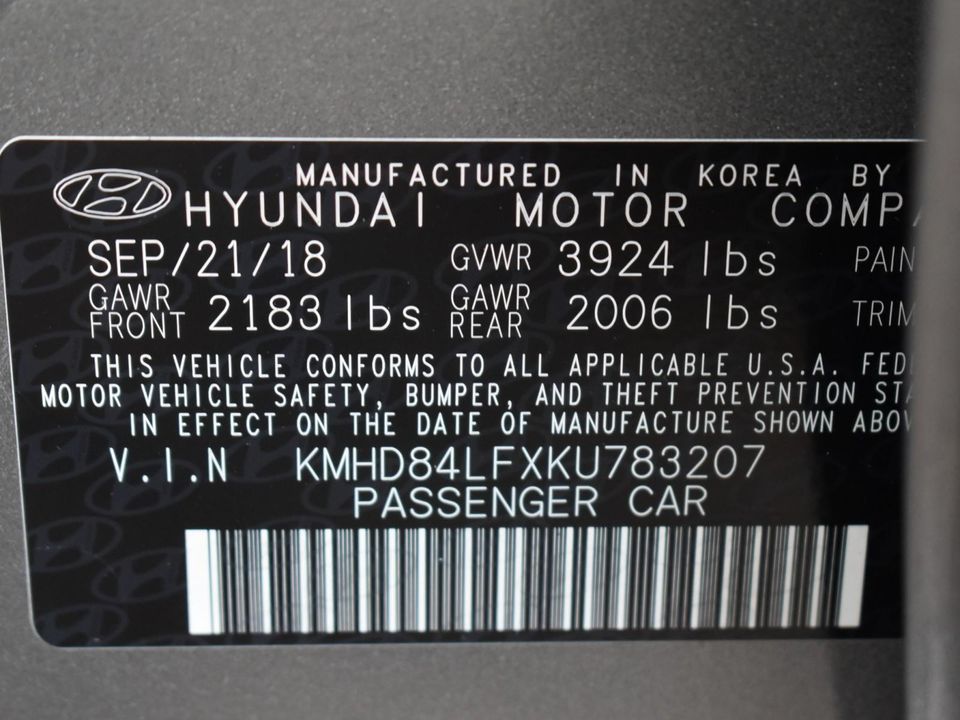 MANUFACTURED IN KOREA BY
HYUNDAI MOTOR COMPA
SEP/21/18 GVWR 3924 lbs PAIN
GAWR FRONT 2183 lbs GAWR REAR 2006 lbs TRIM
THIS VEHICLE CONFORMS TO ALL APPLICABLE U.S.A. FEDE
MOTOR VEHICLE SAFETY, BUMPER, AND THEFT PREVENTION STA
IN EFFECT ON THE DATE OF MANUFACTURE SHOWN ABOV
V.I.N KMHD84LFXKU783207
PASSENGER CAR